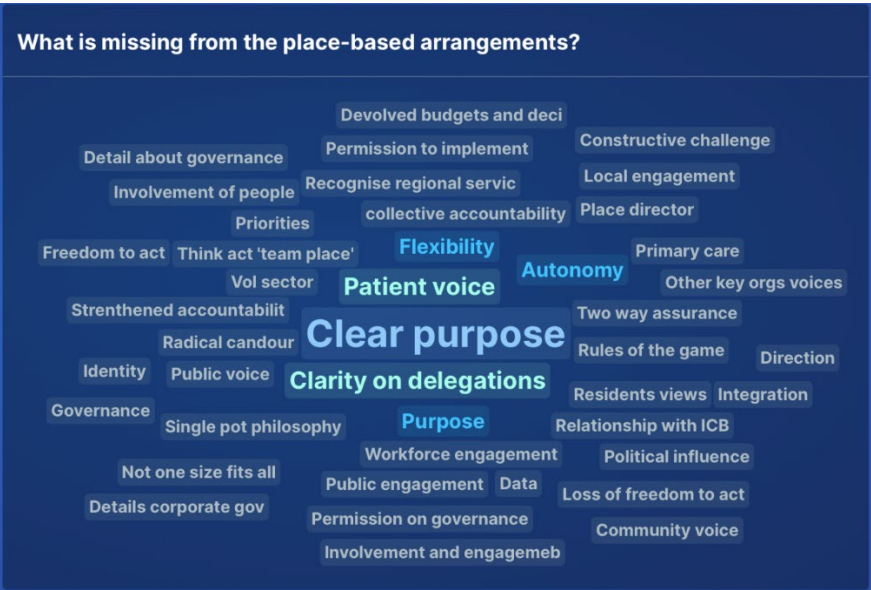 What is missing from the place-based arrangements?
Devolved budgets and deci
Permission to implement
Constructive challenge
Detail about governance
Recognise regional servic
Local engagement
Involvement of people
collective accountability
Place director
Priorities
Flexibility
Freedom to act
Think act 'team place'
Autonomy
Primary care
Vol sector
Patient voice
Other key orgs voices
Strenthened accountabilit
Clear purpose
Two way assurance
Radical candour
Rules of the game
Direction
Identity
Public voice
Clarity on delegations
Residents views
Integration
Governance
Single pot philosophy
Purpose
Relationship with ICB
Workforce engagement
Political influence
Not one size fits all
Public engagement
Data
Loss of freedom to act
Details corporate gov
Permission on governance
Community voice
Involvement and engagemeb